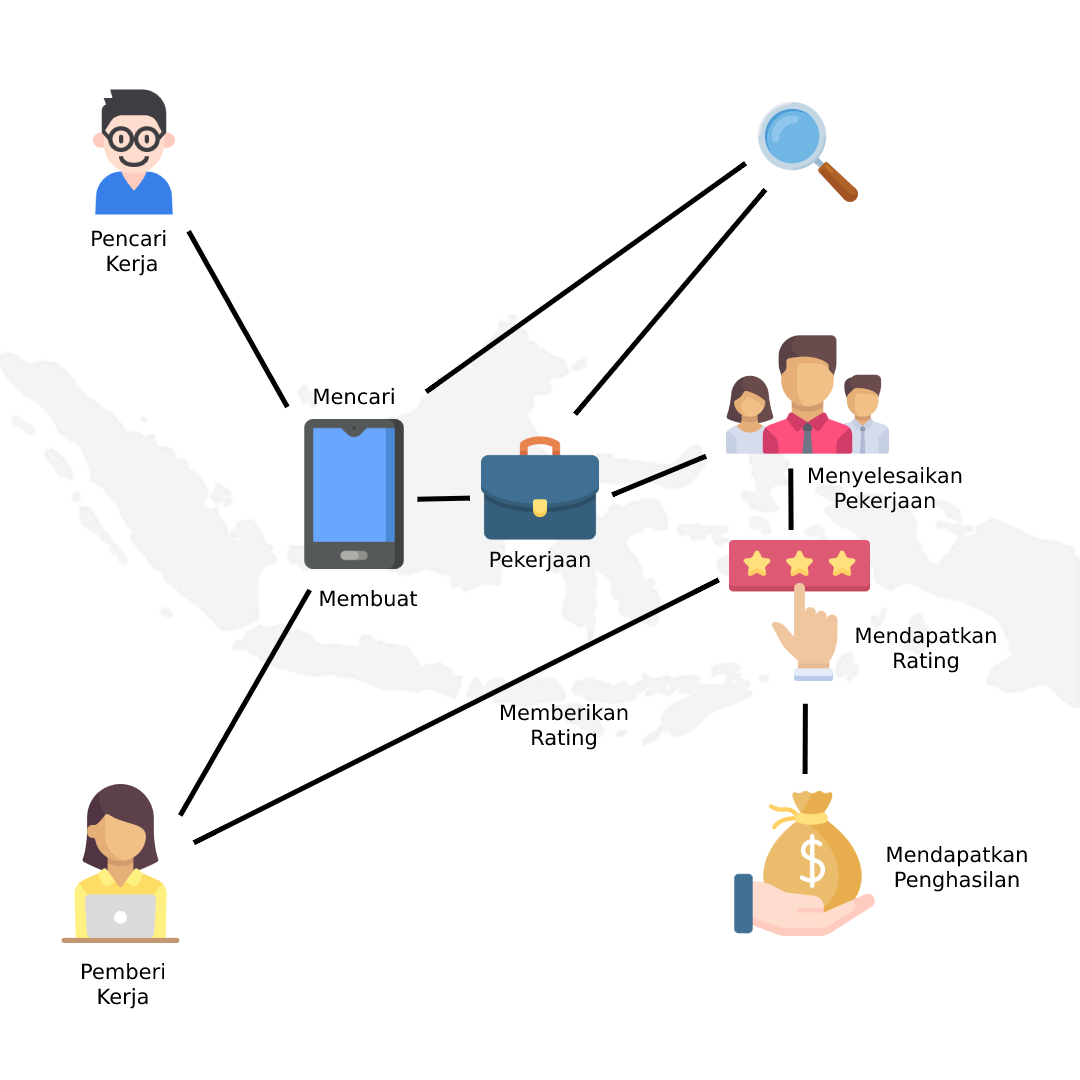 Pencari
Kerja
Mencari
Menyelesaikan
Pekerjaan
Pekerjaan
Membuat
Mendapatkan
Rating
Memberikan
Rating
Mendapatkan
Penghasilan
Pemberi
Kerja
$